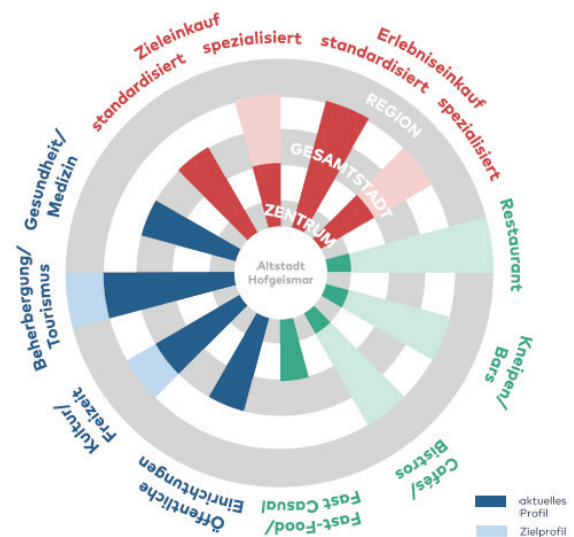 Zieleinkauf
standardisiert
spezialisiert
Erlebniseinkauf
standardisiert
spezialisiert
REGION
GESAMTSTADT
ZENTRUM
Altstadt
Hofgeismar
Restaurant
Kneipen/
Bars
Cafés/
Bistros
Fast-Food/
Fast Casual
Öffentliche
Einrichtungen
Kultur/
Freizeit
Beherbergung/
Tourismus
Gesundheit/
Medizin
aktuelles
Profil
Zielprofil